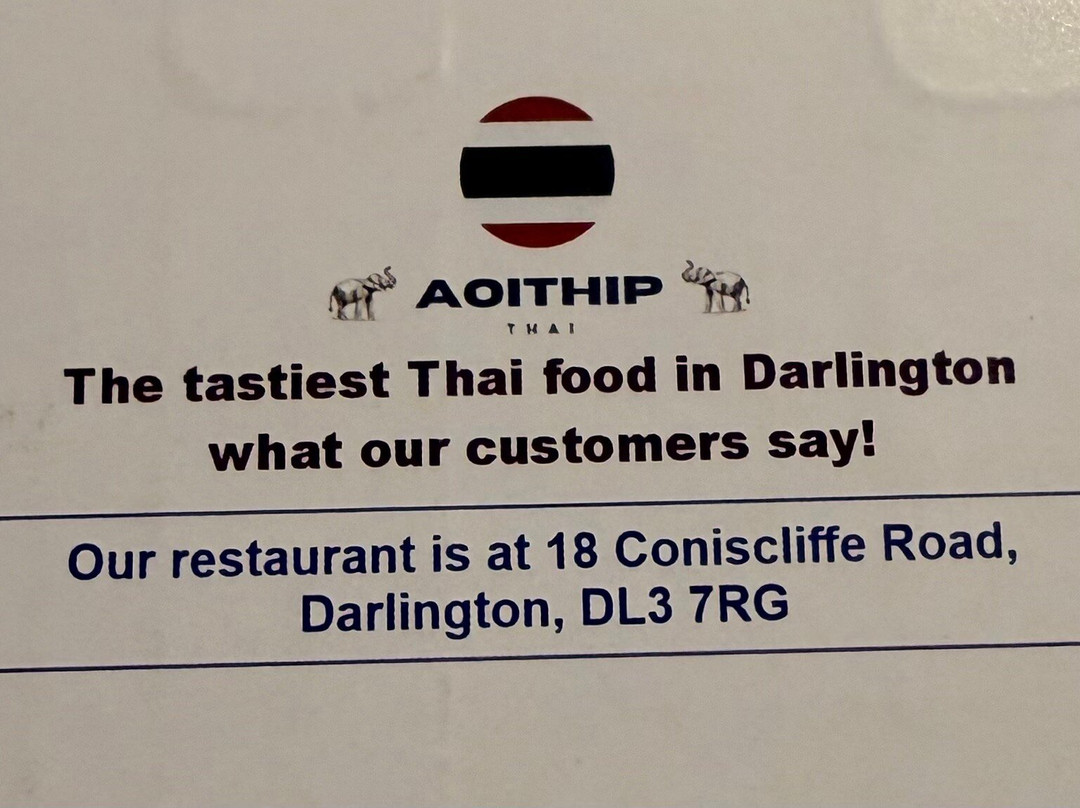 AOITHIP
THAI
The tastiest Thai food in Darlington
what our customers say!
Our restaurant is at 18 Coniscliffe Road,
Darlington, DL3 7RG